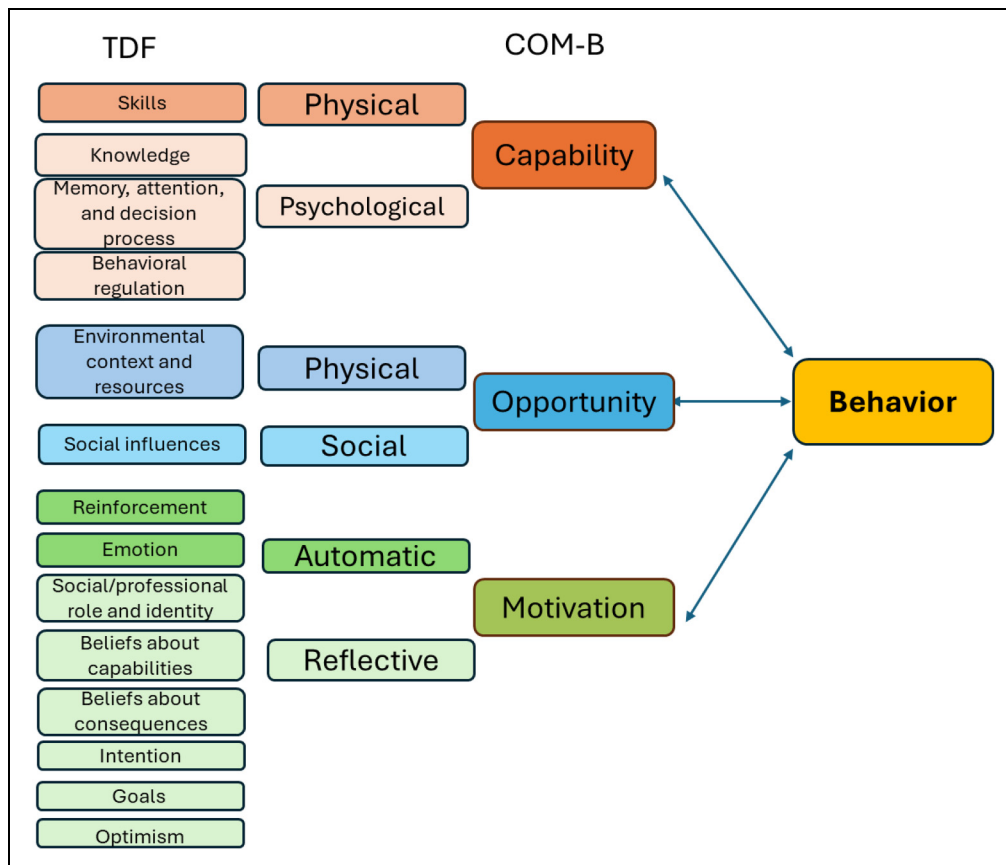 TDF
COM-B
Skills
Physical
Capability
Knowledge
Memory, attention,
and decision
process
Psychological
Behavioral
regulation
Environmental
context and
resources
Physical
Opportunity
Behavior
Social influences
Social
Reinforcement
Emotion
Automatic
Social/professional
role and identity
Motivation
Beliefs about
capabilities
Reflective
Beliefs about
consequences
Intention
Goals
Optimism